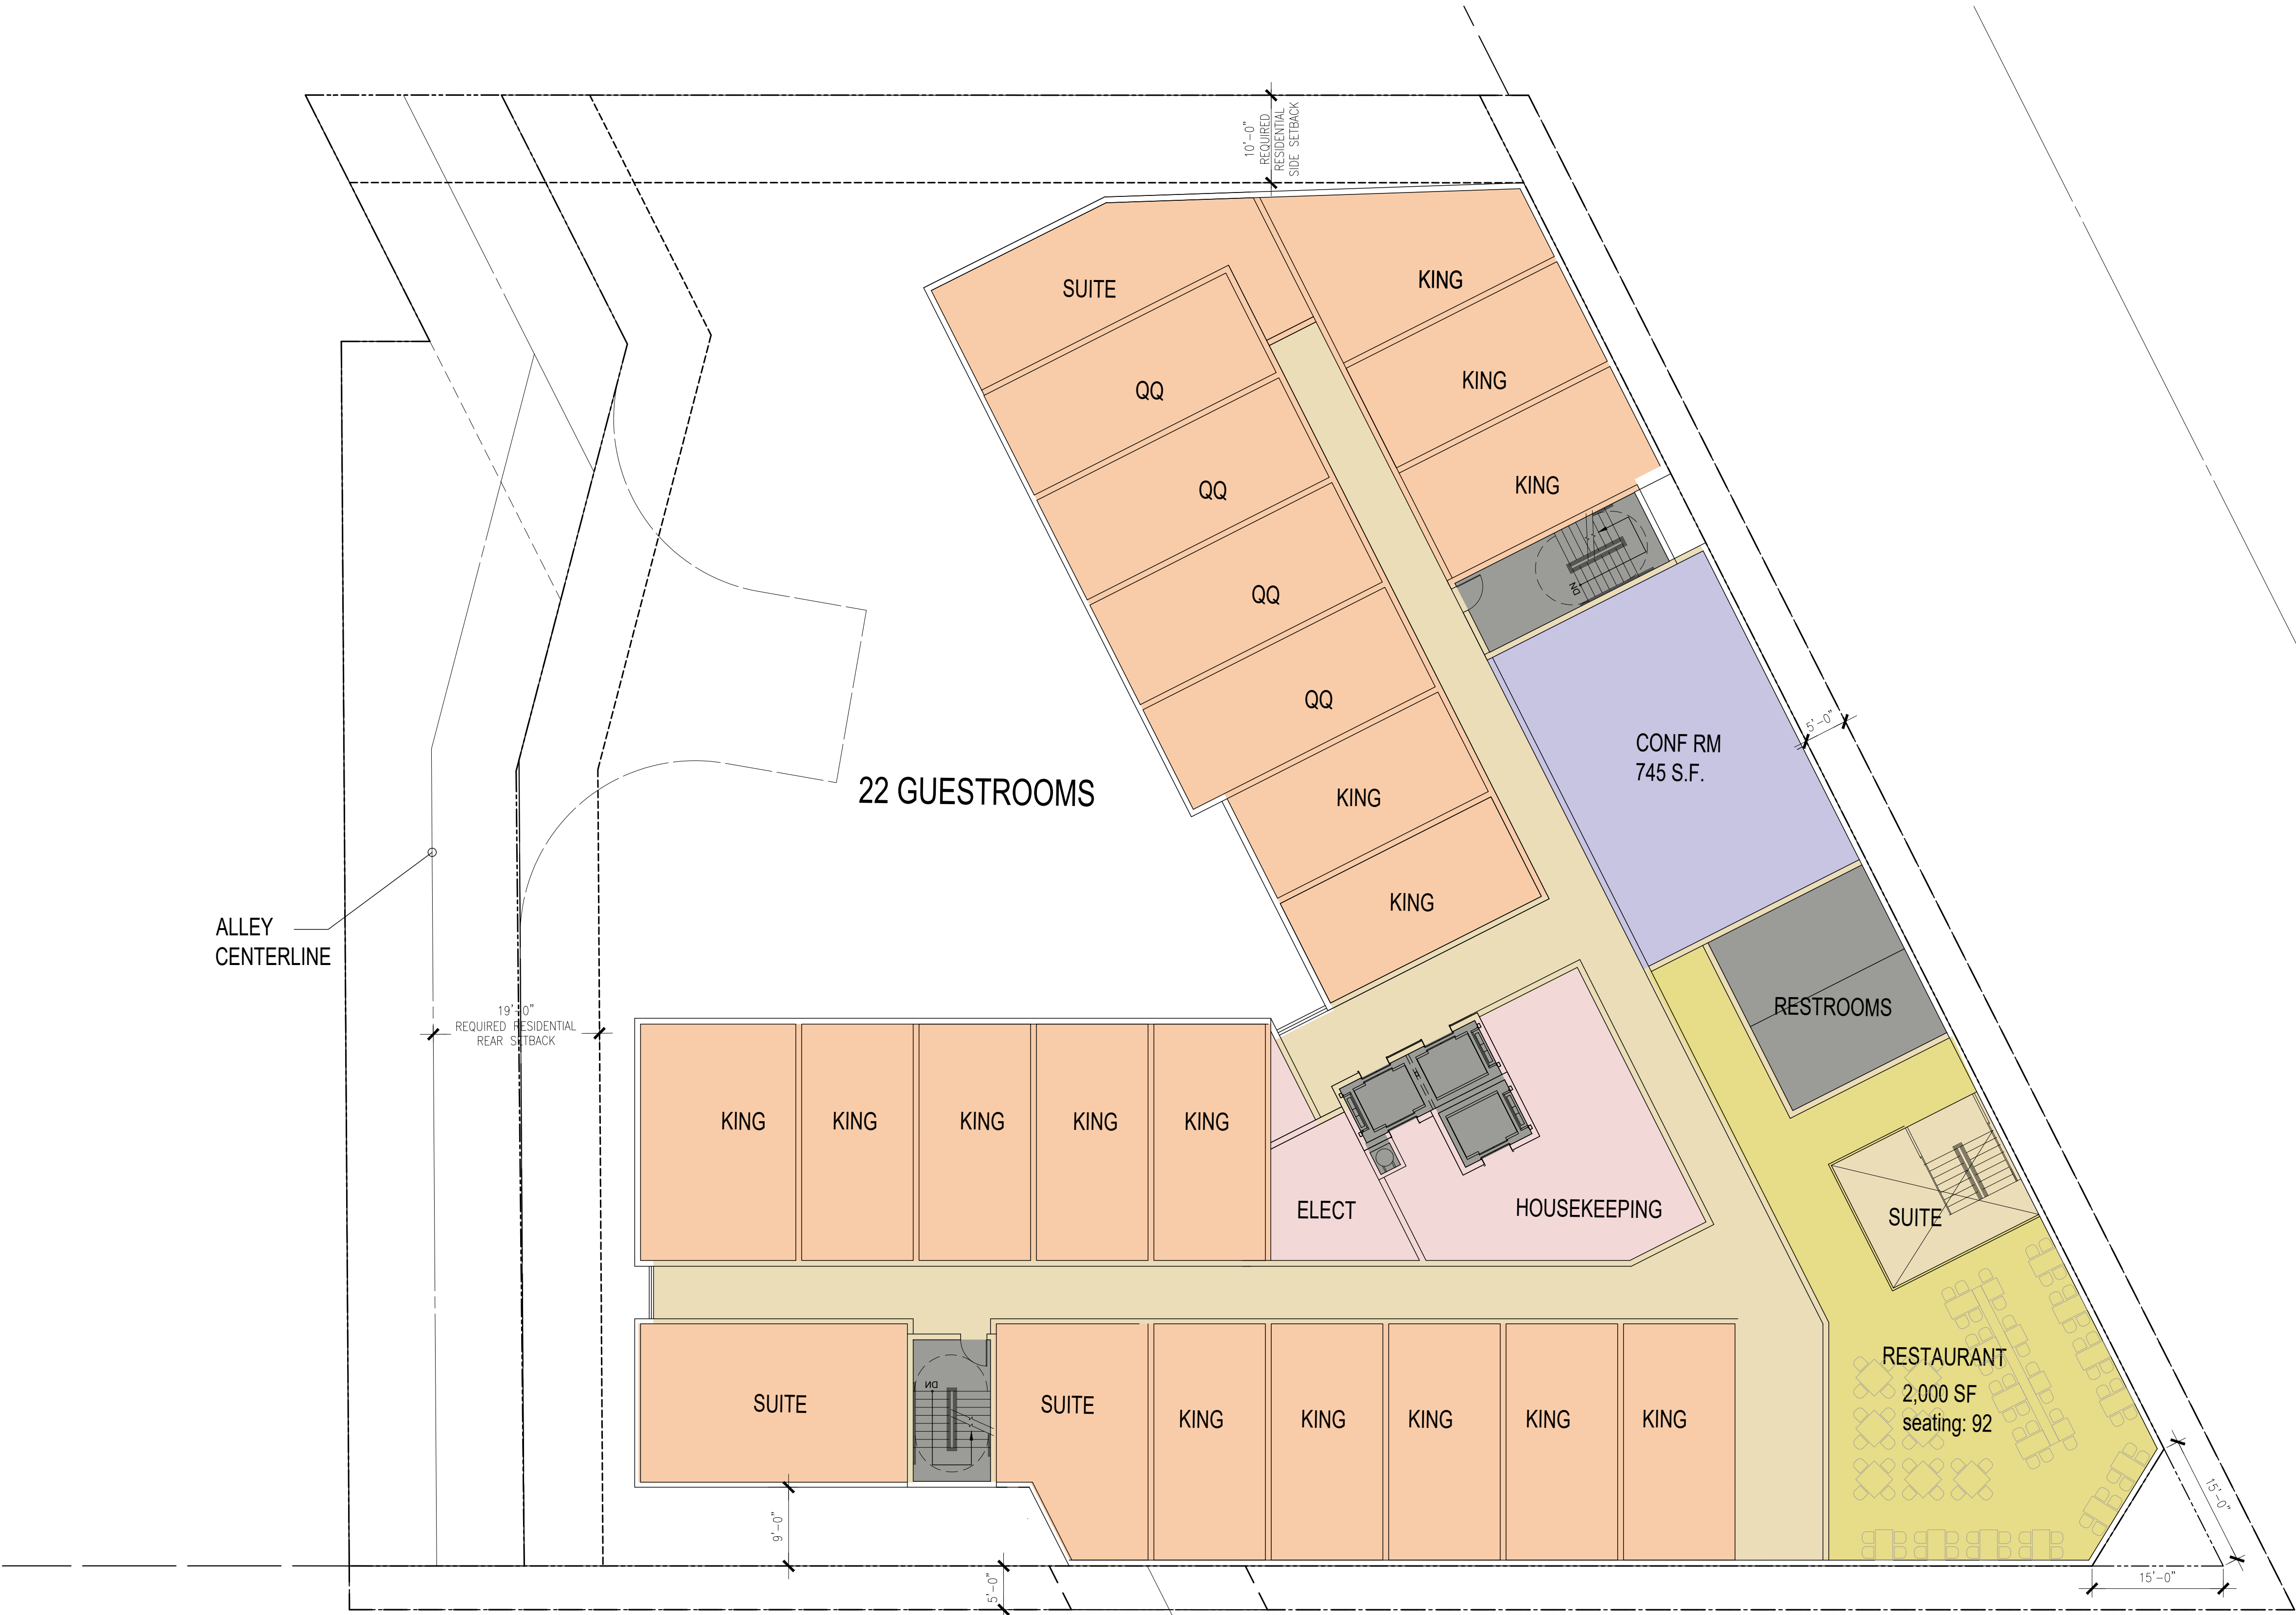 10'-0"
REQUIRED
RESIDENTIAL
SIDE SETBACK
SUITE
KING
QQ
KING
QQ
KING
DN
QQ
QQ
5'-0"
CONF RM
745 S.F.
22 GUESTROOMS
KING
KING
ALLEY
CENTERLINE
19'-0"
REQUIRED RESIDENTIAL
REAR SETBACK
RESTROOMS
KING
KING
KING
KING
KING
ELECT
HOUSEKEEPING
SUITE
RESTAURANT
2,000 SF
seating: 92
DN
SUITE
SUITE
KING
KING
KING
KING
KING
15'-0"
9'-0"
5'-0"
15'-0"